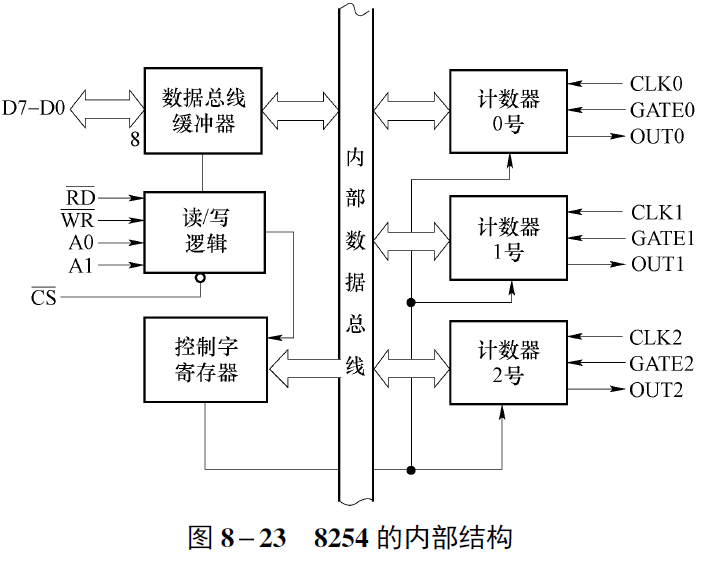 D7-D0
8
数据总线
缓冲器
R̅D̅
W̅R̅
A0
A1
C̅S̅
读/写
逻辑
控制字
寄存器
内部数据总线
计数器
0号
CLK0
GATE0
OUT0
计数器
1号
CLK1
GATE1
OUT1
计数器
2号
CLK2
GATE2
OUT2
图 8-23 8254 的内部结构